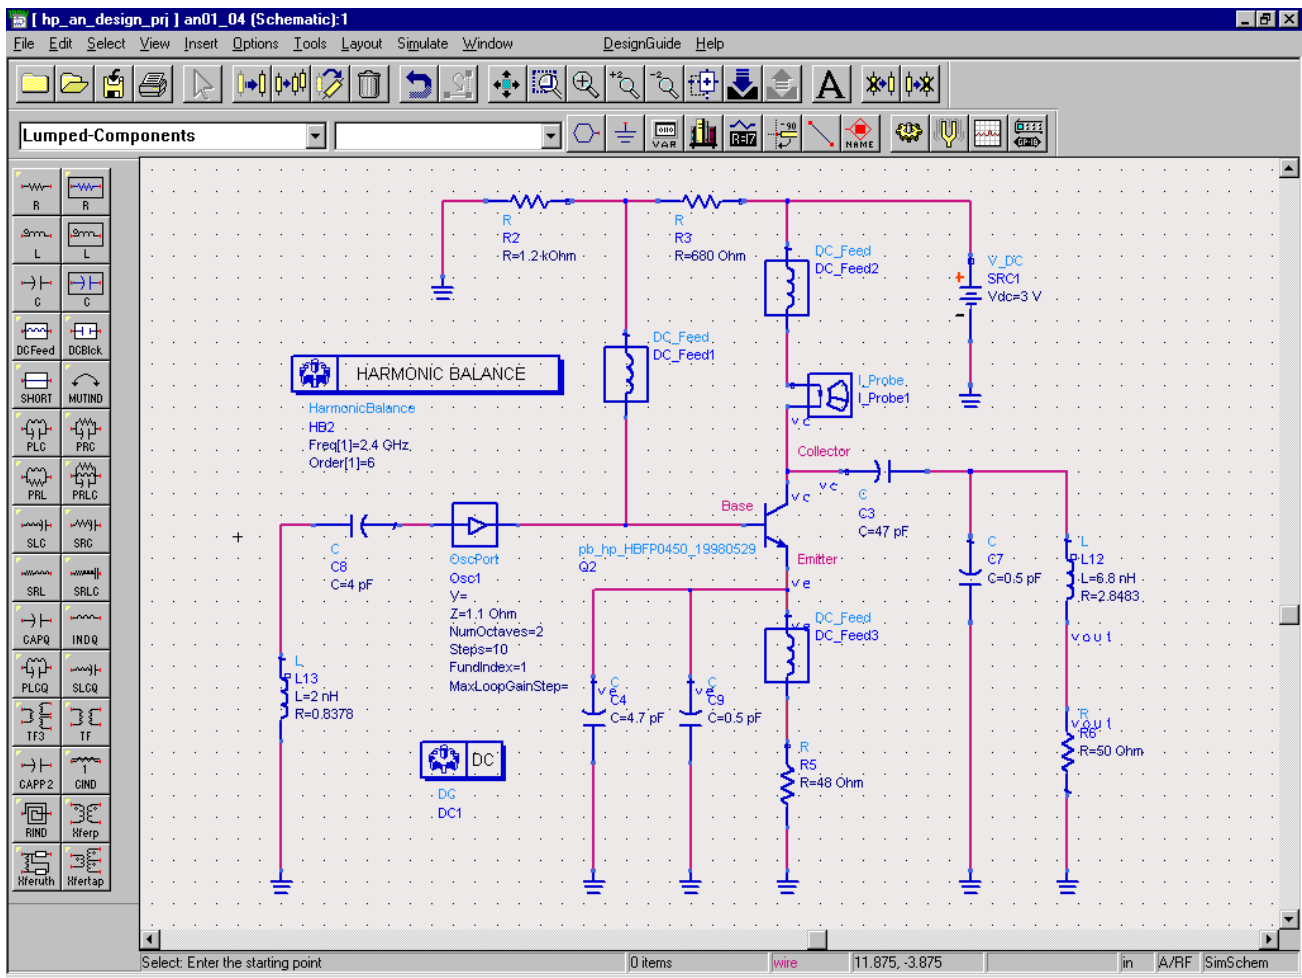 [ hp_an_design_prj ] an01_04 (Schematic):1
File Edit Select View Insert Options Tools Layout Simulate Window DesignGuide Help
+2 -2 A
Lumped-Components
VAR
R=17
-90
NAME
R R
L L
C C
DCFeed DCBlck
SHORT MUTIND
PLC PRC
PRL PRLC
SLC SRC
SRL SRLC
CAPQ INDQ
PLCQ SLCQ
TF3 TF
CAPP2 CIND
RIND Xferp
Xferuth Xfertap
R
R2
R=1.2 kOhm
R
R3
R=680 Ohm
DC_Feed
DC_Feed2
V_DC
SRC1
Vdc=3 V
DC_Feed
DC_Feed1
HARMONIC BALANCE
HarmonicBalance
HB2
Freq[1]=2.4 GHz
Order[1]=6
I_Probe
I_Probe1
vc
Collector
vc
vc
C
C3
C=47 pF
Base
pb_hp_HBFP0450_19980529
Q2
Emitter
ve
C
C8
C=4 pF
OscPort
Osc1
V=
Z=1.1 Ohm
NumOctaves=2
Steps=10
FundIndex=1
MaxLoopGainStep=
C
C7
C=0.5 pF
L
L12
L=6.8 nH
R=2.8483
vout
DC_Feed
DC_Feed3
L
L13
L=2 nH
R=0.8378
C
ve
C4
C=4.7 pF
C
ve
C9
C=0.5 pF
R
vout
R6
R=50 Ohm
R
R5
R=48 Ohm
DC
DC
DC1
Select: Enter the starting point 0 items wire 11.875, -3.875 in A/RF SimSchem